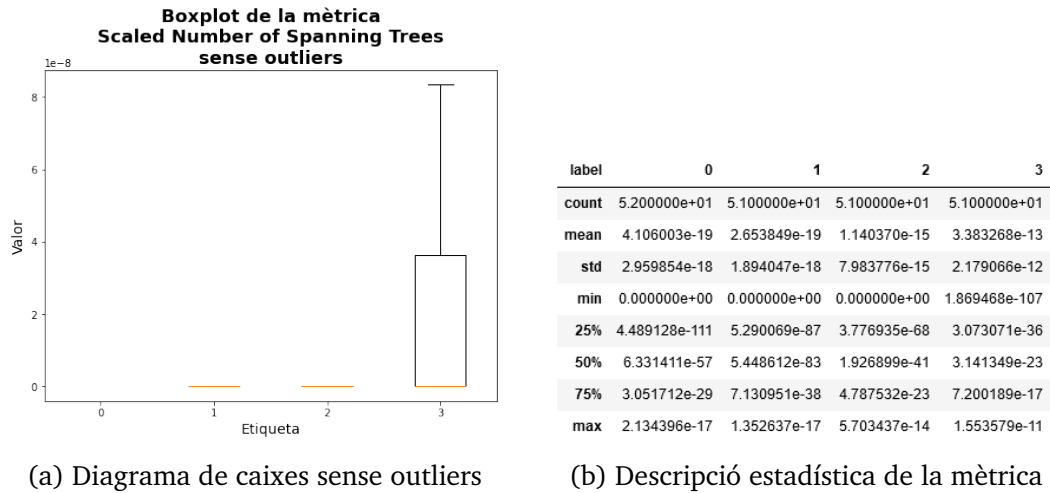 Boxplot de la mètrica
Scaled Number of Spanning Trees
sense outliers
1e−8
8
6
4
2
0
Valor
0 1 2 3
Etiqueta
(a) Diagrama de caixes sense outliers
label 0 1 2 3
count 5.200000e+01 5.100000e+01 5.100000e+01 5.100000e+01
mean 4.106003e-19 2.653849e-19 1.140370e-15 3.383268e-13
std 2.959854e-18 1.894047e-18 7.983776e-15 2.179066e-12
min 0.000000e+00 0.000000e+00 0.000000e+00 1.869468e-107
25% 4.489128e-111 5.290069e-87 3.776935e-68 3.073071e-36
50% 6.331411e-57 5.448612e-83 1.926899e-41 3.141349e-23
75% 3.051712e-29 7.130951e-38 4.787532e-23 7.200189e-17
max 2.134396e-17 1.352637e-17 5.703437e-14 1.553579e-11
(b) Descripció estadística de la mètrica